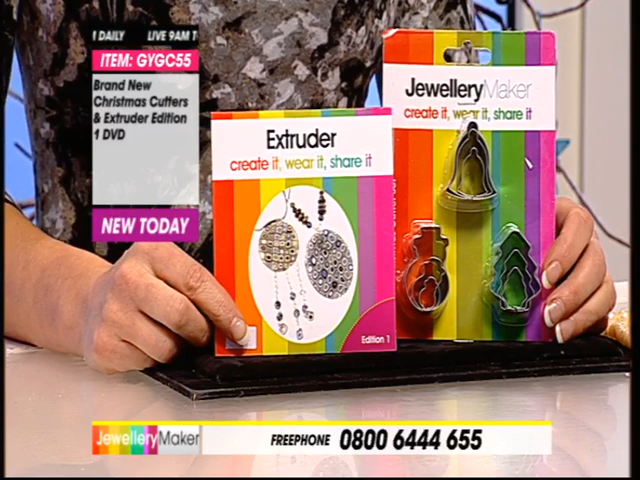 1 DAILY LIVE 9AM T
ITEM: GYGC55
Brand New
Christmas Cutters
& Extruder Edition
1 DVD
NEW TODAY
Extruder
create it, wear it, share it
Edition 1
JewelleryMaker
create it, wear it, share it
JewelleryMaker FREEPHONE 0800 6444 655